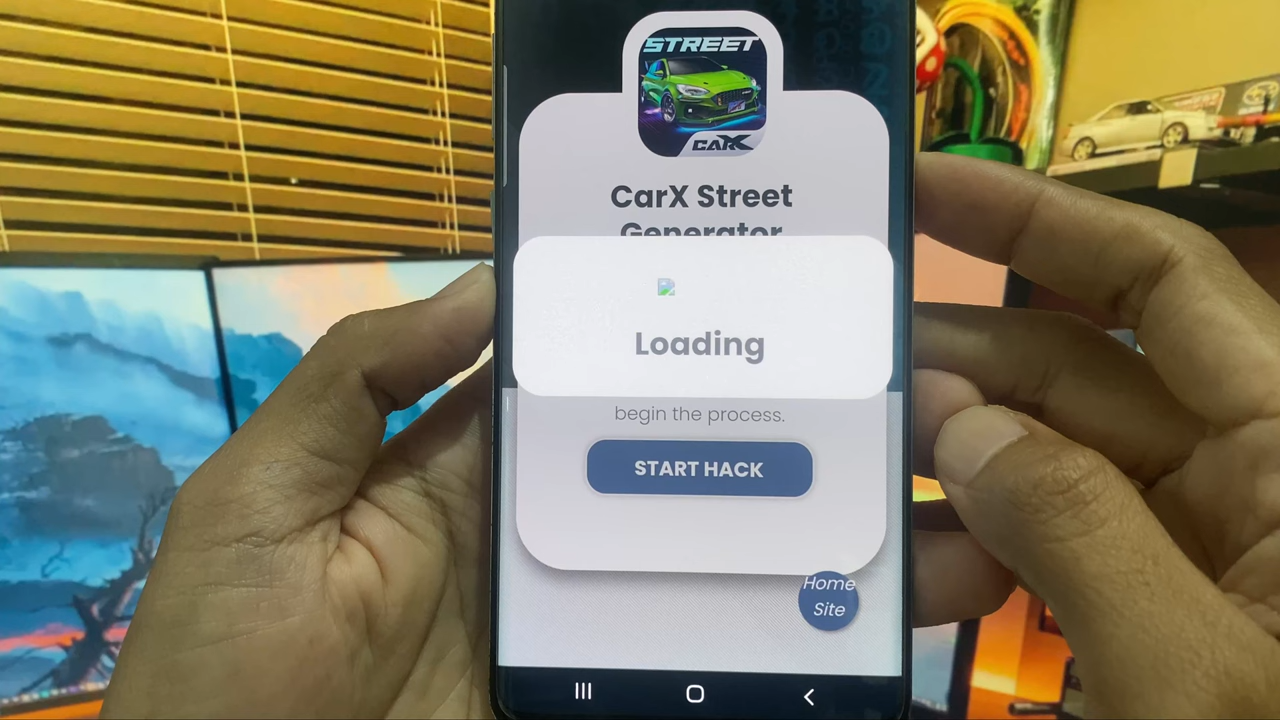 STREET
CARX
CarX Street
Generator
Loading
begin the process.
START HACK
Home
Site